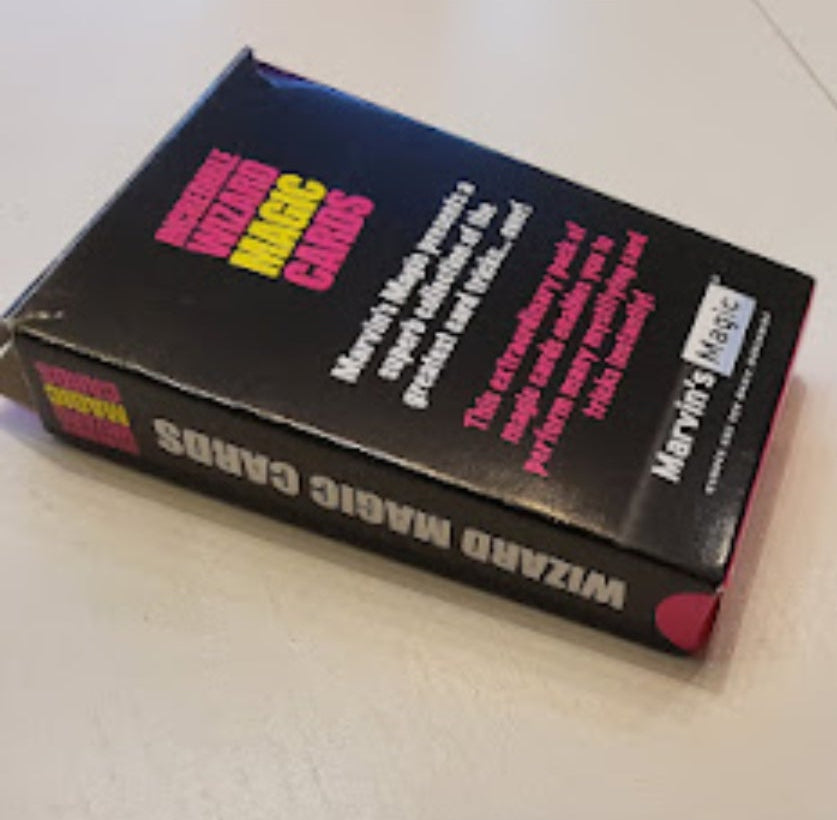 INCREDIBLE
WIZARD
MAGIC
CARDS
Marvin's Magic presents a
superb collection of the
greatest card tricks... ever!
This extraordinary pack of
magic cards enables you to
perform many mystifying card
tricks instantly!
Marvin's Magic
WIZARD MAGIC CARDS
WIZARD
MAGIC
CARDS